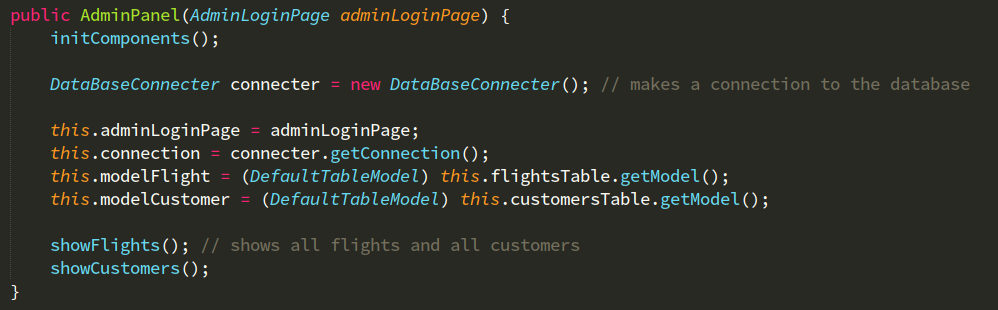 public AdminPanel(AdminLoginPage adminLoginPage) {
    initComponents();

    DataBaseConnecter connecter = new DataBaseConnecter(); // makes a connection to the database

    this.adminLoginPage = adminLoginPage;
    this.connection = connecter.getConnection();
    this.modelFlight = (DefaultTableModel) this.flightsTable.getModel();
    this.modelCustomer = (DefaultTableModel) this.customersTable.getModel();

    showFlights(); // shows all flights and all customers
    showCustomers();
}